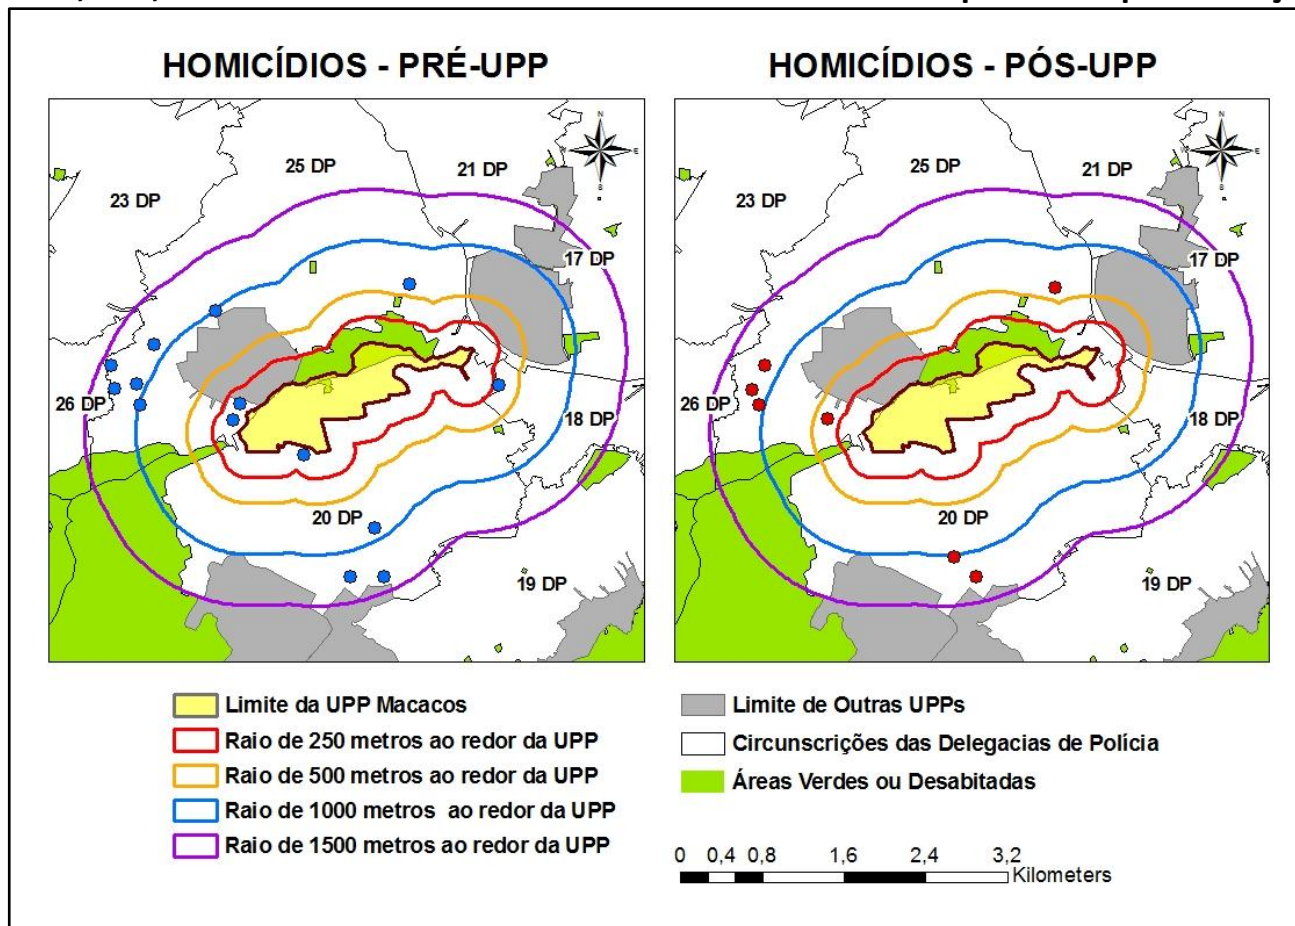 HOMICÍDIOS - PRÉ-UPP
HOMICÍDIOS - PÓS-UPP
25 DP
21 DP
23 DP
17 DP
26 DP
18 DP
20 DP
19 DP
N
W
E
S
25 DP
21 DP
23 DP
17 DP
26 DP
18 DP
20 DP
19 DP
N
W
E
S
Limite da UPP Macacos
Raio de 250 metros ao redor da UPP
Raio de 500 metros ao redor da UPP
Raio de 1000 metros ao redor da UPP
Raio de 1500 metros ao redor da UPP
Limite de Outras UPPs
Circunscrições das Delegacias de Polícia
Áreas Verdes ou Desabitadas
0 0,4 0,8 1,6 2,4 3,2
Kilometers